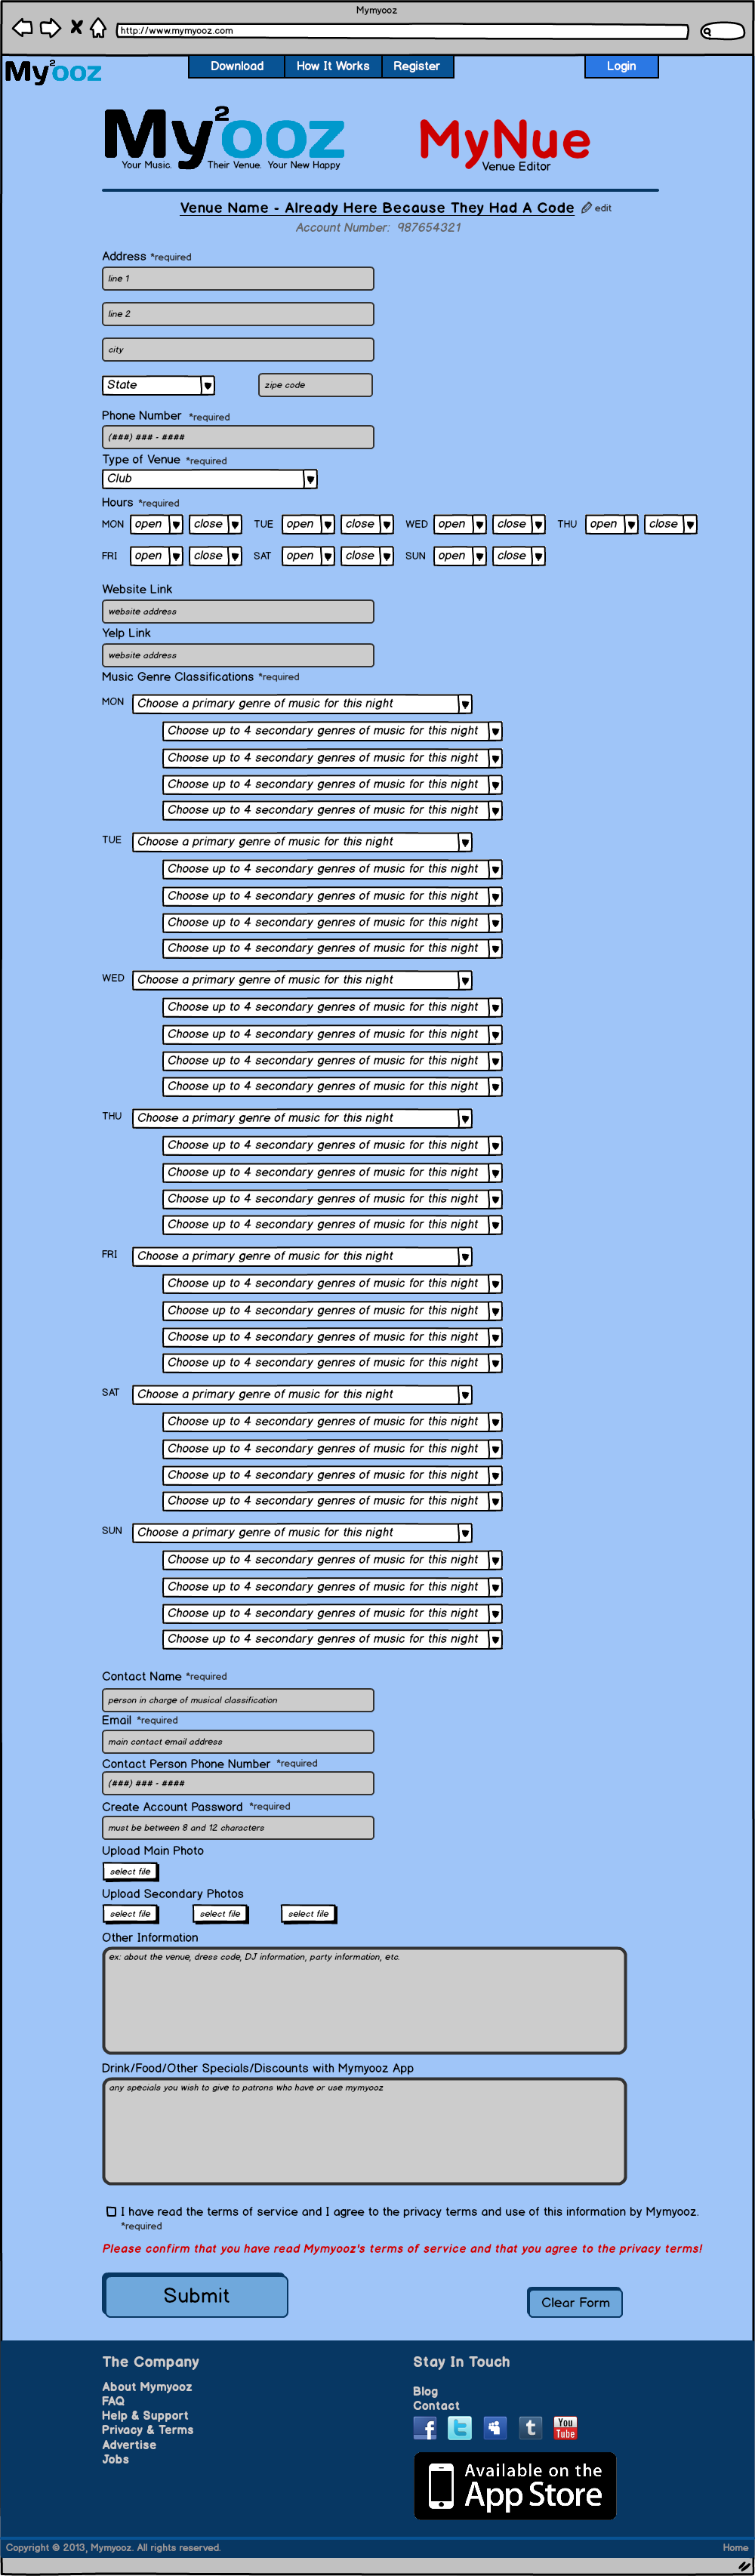 Mymyooz
http://www.mymyooz.com
My2ooz
Download How It Works Register Login
My2ooz
Your Music. Their Venue. Your New Happy
MyNue
Venue Editor
Venue Name - Already Here Because They Had A Code edit
Account Number: 987654321
Address *required
line 1
line 2
city
State zipe code
Phone Number *required
(###) ### - ####
Type of Venue *required
Club
Hours *required
MON open close TUE open close WED open close THU open close
FRI open close SAT open close SUN open close
Website Link
website address
Yelp Link
website address
Music Genre Classifications *required
MON Choose a primary genre of music for this night
Choose up to 4 secondary genres of music for this night
Choose up to 4 secondary genres of music for this night
Choose up to 4 secondary genres of music for this night
Choose up to 4 secondary genres of music for this night
TUE Choose a primary genre of music for this night
Choose up to 4 secondary genres of music for this night
Choose up to 4 secondary genres of music for this night
Choose up to 4 secondary genres of music for this night
Choose up to 4 secondary genres of music for this night
WED Choose a primary genre of music for this night
Choose up to 4 secondary genres of music for this night
Choose up to 4 secondary genres of music for this night
Choose up to 4 secondary genres of music for this night
Choose up to 4 secondary genres of music for this night
THU Choose a primary genre of music for this night
Choose up to 4 secondary genres of music for this night
Choose up to 4 secondary genres of music for this night
Choose up to 4 secondary genres of music for this night
Choose up to 4 secondary genres of music for this night
FRI Choose a primary genre of music for this night
Choose up to 4 secondary genres of music for this night
Choose up to 4 secondary genres of music for this night
Choose up to 4 secondary genres of music for this night
Choose up to 4 secondary genres of music for this night
SAT Choose a primary genre of music for this night
Choose up to 4 secondary genres of music for this night
Choose up to 4 secondary genres of music for this night
Choose up to 4 secondary genres of music for this night
Choose up to 4 secondary genres of music for this night
SUN Choose a primary genre of music for this night
Choose up to 4 secondary genres of music for this night
Choose up to 4 secondary genres of music for this night
Choose up to 4 secondary genres of music for this night
Choose up to 4 secondary genres of music for this night
Contact Name *required
person in charge of musical classification
Email *required
main contact email address
Contact Person Phone Number *required
(###) ### - ####
Create Account Password *required
must be between 8 and 12 characters
Upload Main Photo
select file
Upload Secondary Photos
select file select file select file
Other Information
ex: about the venue, dress code, DJ information, party information, etc.
Drink/Food/Other Specials/Discounts with Mymyooz App
any specials you wish to give to patrons who have or use mymyooz
I have read the terms of service and I agree to the privacy terms and use of this information by Mymyooz.
*required
Please confirm that you have read Mymyooz's terms of service and that you agree to the privacy terms!
Submit Clear Form
The Company
About Mymyooz
FAQ
Help & Support
Privacy & Terms
Advertise
Jobs
Stay In Touch
Blog
Contact
f t t You Tube
Available on the
App Store
Copyright © 2013, Mymyooz. All rights reserved. Home